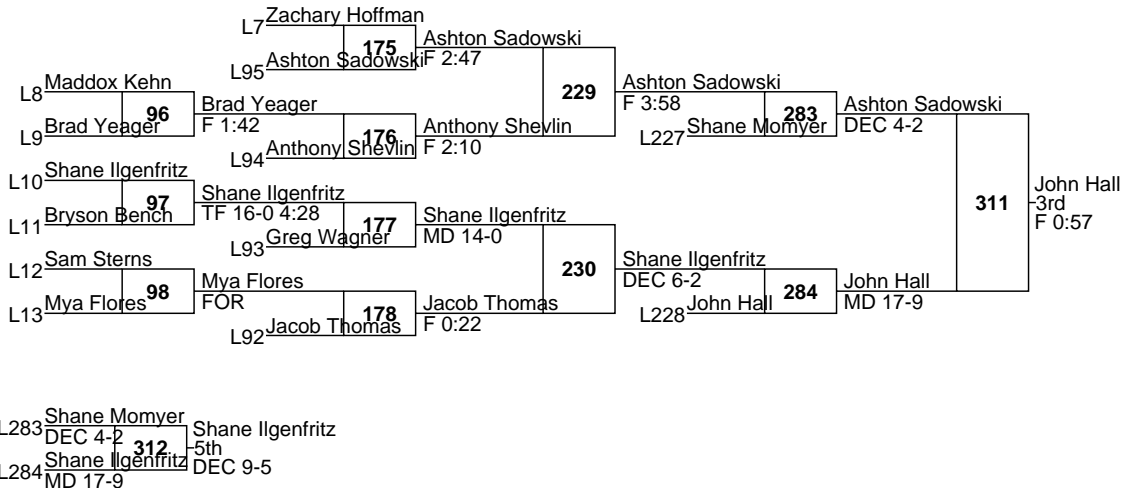 L7 Zachary Hoffman
175
Ashton Sadowski
F 2:47
L95 Ashton Sadowski
L8 Maddox Kehn
96
Brad Yeager
F 1:42
L9 Brad Yeager
176
Anthony Shevlin
F 2:10
L94 Anthony Shevlin
229
Ashton Sadowski
F 3:58
L227 Shane Momyer
283
Ashton Sadowski
DEC 4-2
L10 Shane Ilgenfritz
97
Shane Ilgenfritz
TF 16-0 4:28
L11 Bryson Bench
177
Shane Ilgenfritz
MD 14-0
L93 Greg Wagner
L12 Sam Sterns
98
Mya Flores
FOR
L13 Mya Flores
178
Jacob Thomas
F 0:22
L92 Jacob Thomas
230
Shane Ilgenfritz
DEC 6-2
L228 John Hall
284
John Hall
MD 17-9
311
John Hall
3rd
F 0:57
L283 Shane Momyer
DEC 4-2
312
Shane Ilgenfritz
5th
DEC 9-5
L284 Shane Ilgenfritz
MD 17-9